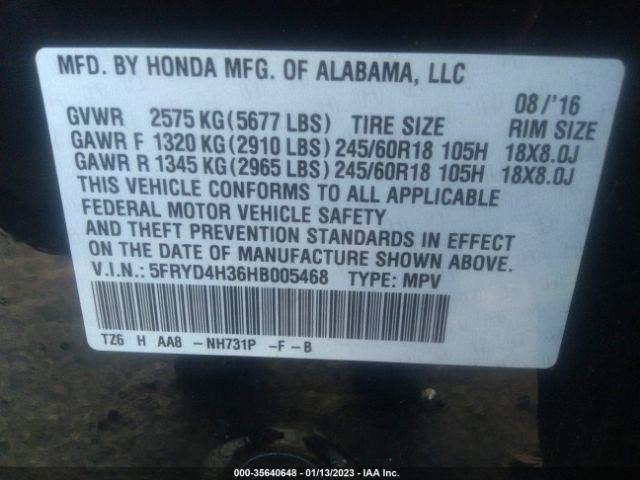 MFD. BY HONDA MFG. OF ALABAMA, LLC
08/'16
GVWR 2575 KG(5677 LBS) TIRE SIZE RIM SIZE
GAWR F 1320 KG(2910 LBS) 245/60R18 105H 18X8.0J
GAWR R 1345 KG(2965 LBS) 245/60R18 105H 18X8.0J
THIS VEHICLE CONFORMS TO ALL APPLICABLE
FEDERAL MOTOR VEHICLE SAFETY
AND THEFT PREVENTION STANDARDS IN EFFECT
ON THE DATE OF MANUFACTURE SHOWN ABOVE.
V.I.N.: 5FRYD4H36HB005468 TYPE: MPV
TZ6 H AA8 -NH731P -F-B
000-35640648 - 01/13/2023 - IAA Inc.